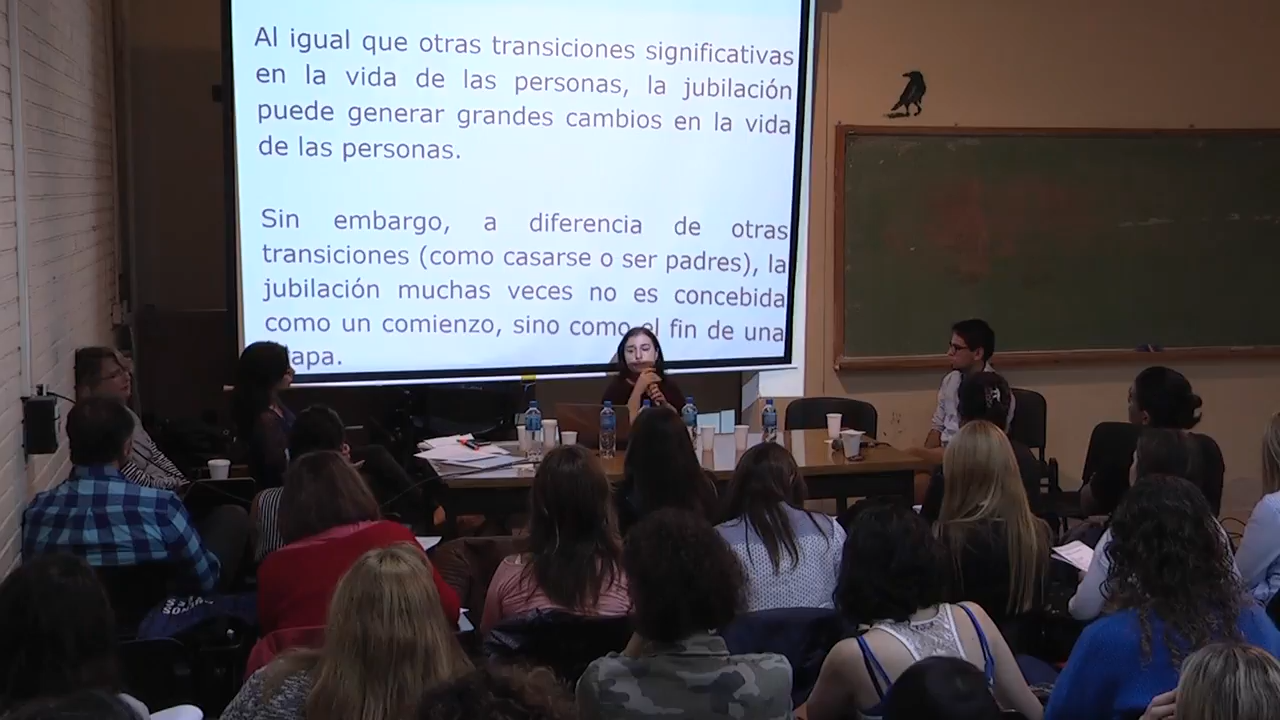 Al igual que otras transiciones significativas
en la vida de las personas, la jubilación
puede generar grandes cambios en la vida
de las personas.
Sin embargo, a diferencia de otras
transiciones (como casarse o ser padres), la
jubilación muchas veces no es concebida
como un comienzo, sino como el fin de una
tapa.